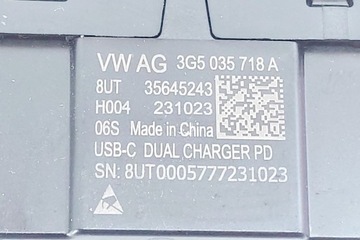 VW AG 3G5 035 718 A
8UT 35645243
H004 231023
06S Made in China
USB-C DUAL CHARGER PD
SN: 8UT0005777231023